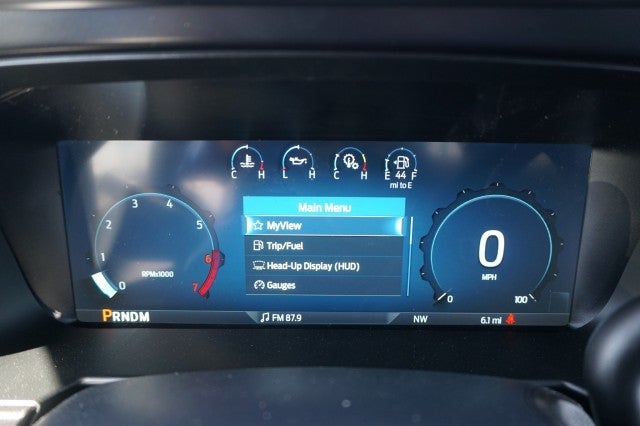 C H L H C H E 44 F
mi to E
Main Menu
MyView
Trip/Fuel
Head-Up Display (HUD)
Gauges
0 1 2 3 4 5 6 7
RPMx1000
0
MPH
0 100
PRNDM
FM 87.9
NW
6.1 mi